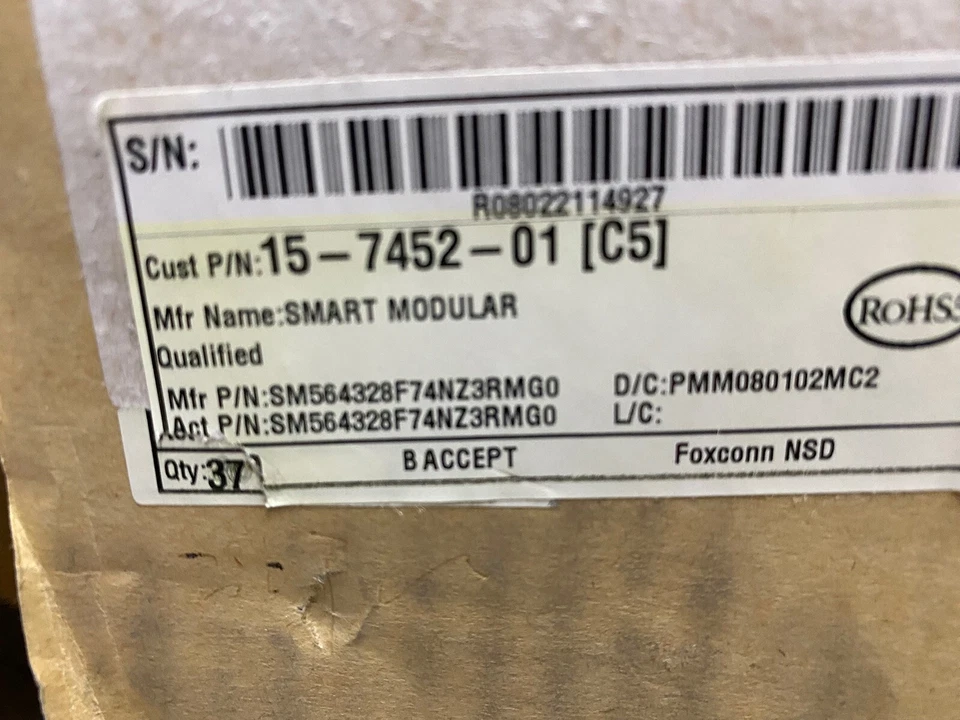 S/N:
R08022114927
Cust P/N:15-7452-01 [C5]
Mfr Name:SMART MODULAR
RoHS5
Qualified
Mfr P/N:SM564328F74NZ3RMG0 D/C:PMM080102MC2
Act P/N:SM564328F74NZ3RMG0 L/C:
Qty:37 B ACCEPT Foxconn NSD